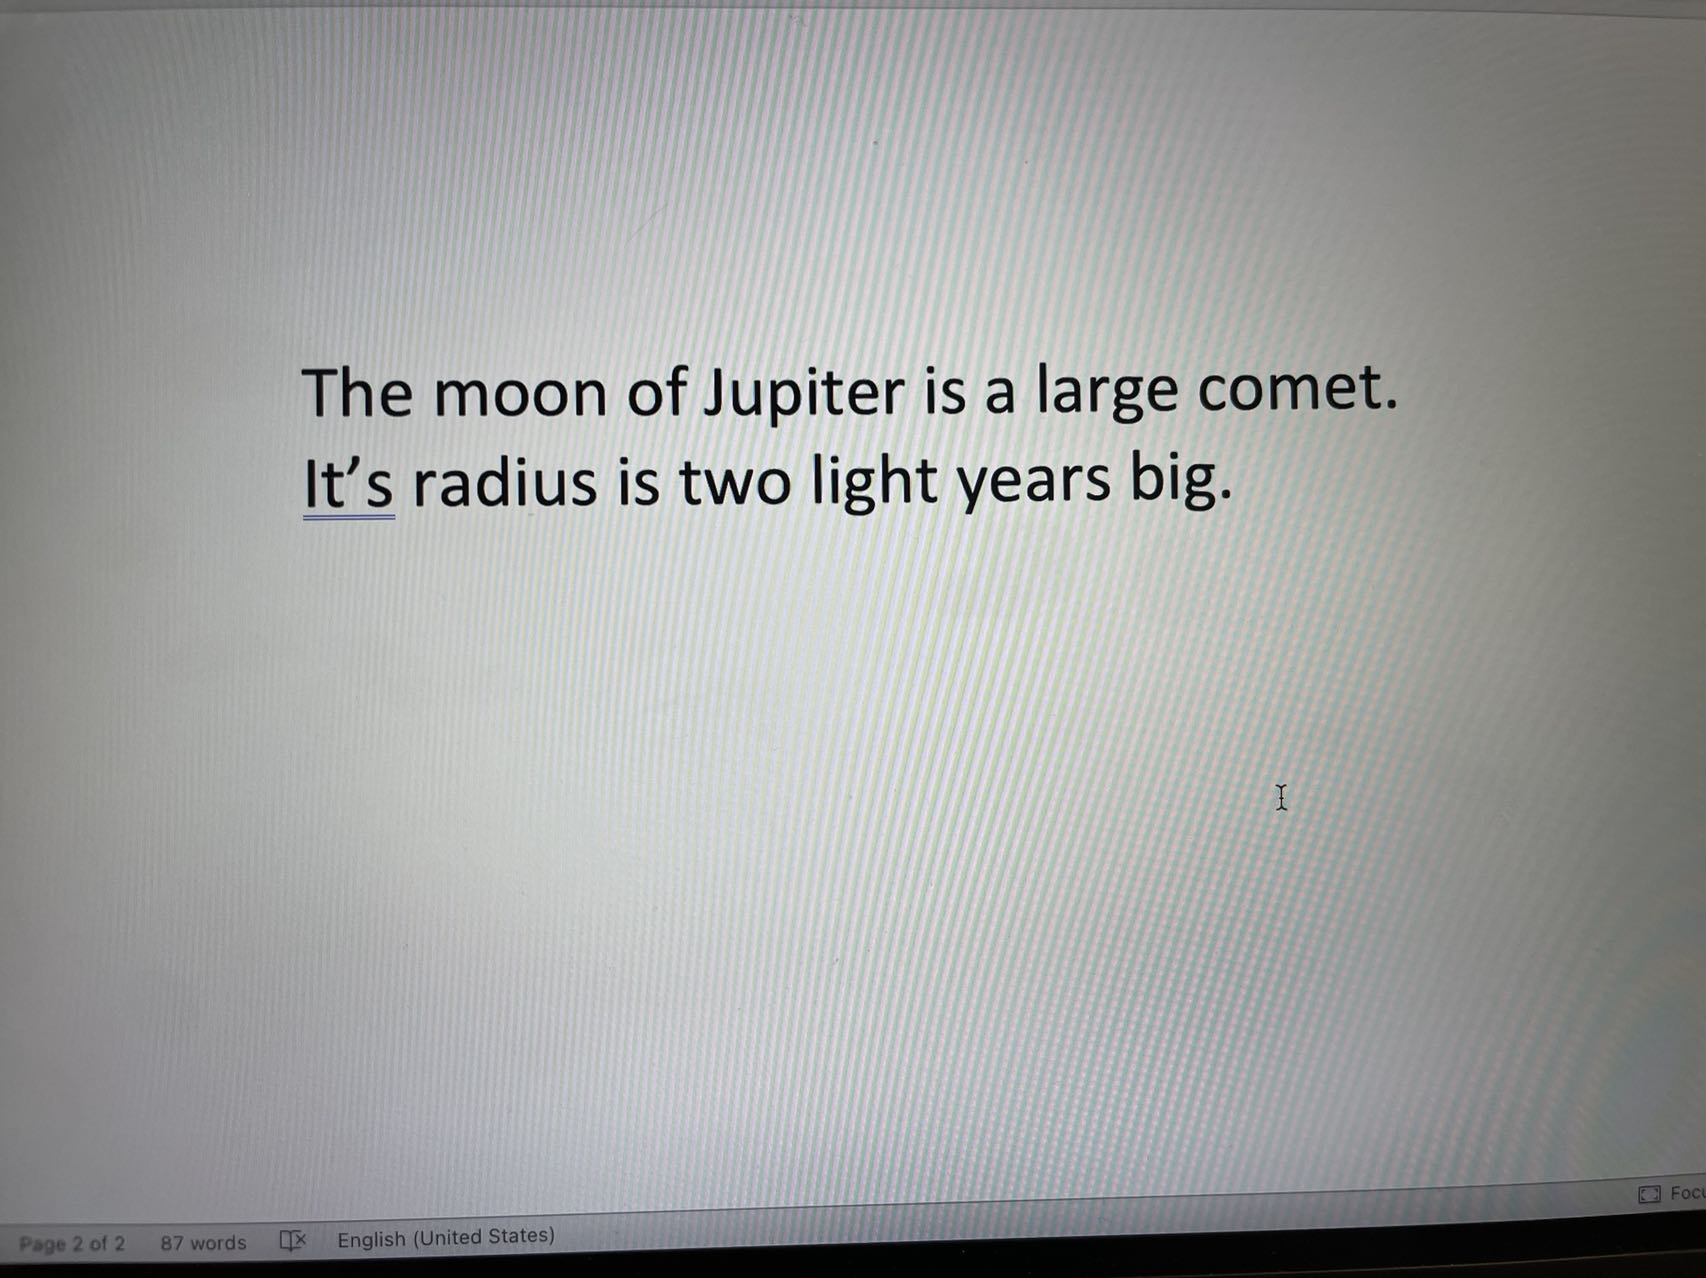 The moon of Jupiter is a large comet.
It’s radius is two light years big.
Page 2 of 2 87 words English (United States)